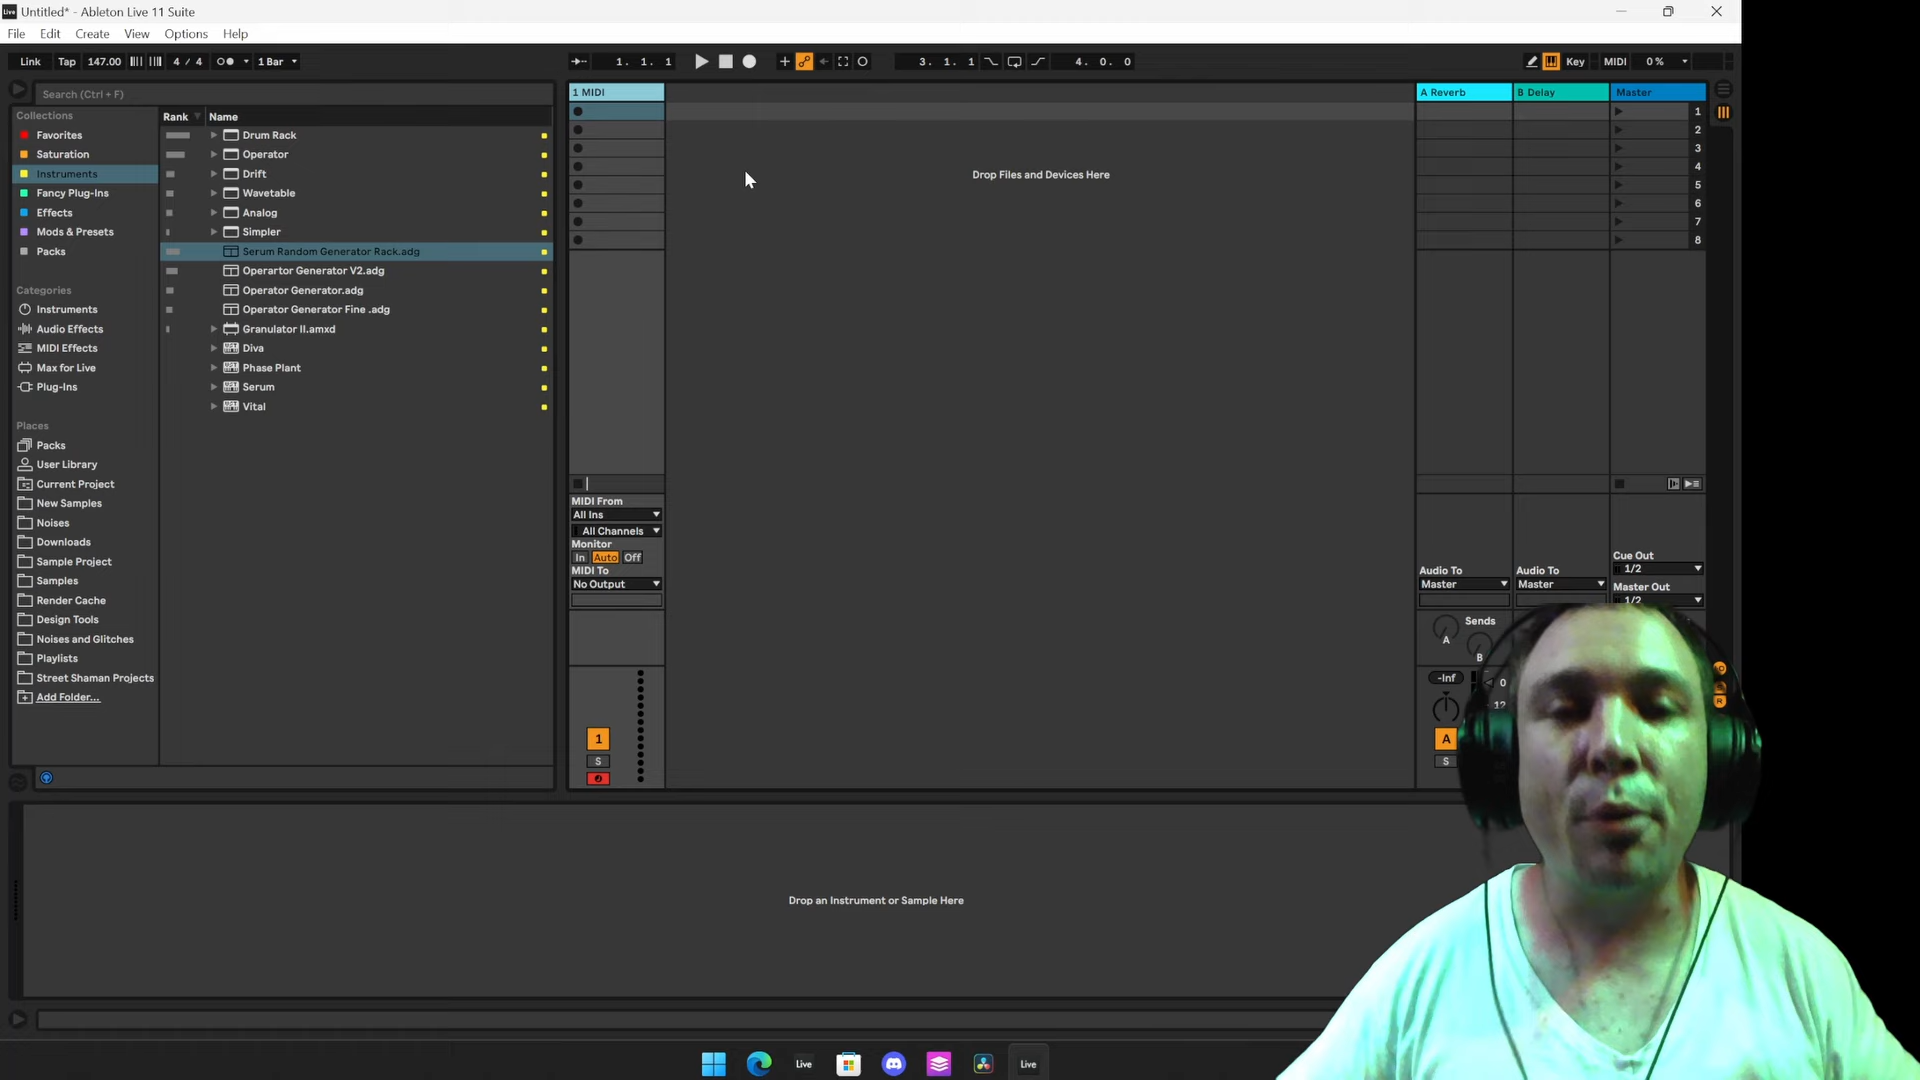 Live Untitled* - Ableton Live 11 Suite
File Edit Create View Options Help
Link Tap 147.00 4 / 4 1 Bar 1. 1. 1 3. 1. 1 4. 0. 0 Key MIDI 0 %
Search (Ctrl + F)
Collections
Favorites
Saturation
Instruments
Fancy Plug-Ins
Effects
Mods & Presets
Packs
Categories
Instruments
Audio Effects
MIDI Effects
Max for Live
Plug-Ins
Places
Packs
User Library
Current Project
New Samples
Noises
Downloads
Sample Project
Samples
Render Cache
Design Tools
Noises and Glitches
Playlists
Street Shaman Projects
Add Folder...
Rank Name
Drum Rack
Operator
Drift
Wavetable
Analog
Simpler
Serum Random Generator Rack.adg
Operartor Generator V2.adg
Operator Generator.adg
Operator Generator Fine .adg
Granulator II.amxd
Diva
Phase Plant
Serum
Vital
1 MIDI
MIDI From
All Ins
All Channels
Monitor
In Auto Off
MIDI To
No Output
1
S
Drop Files and Devices Here
A Reverb B Delay Master
1
2
3
4
5
6
7
8
Audio To
Master
Audio To
Master
Cue Out
1/2
Master Out
1/2
Sends
A
B
-Inf
0
12
A
S
R
Drop an Instrument or Sample Here
Live
Live